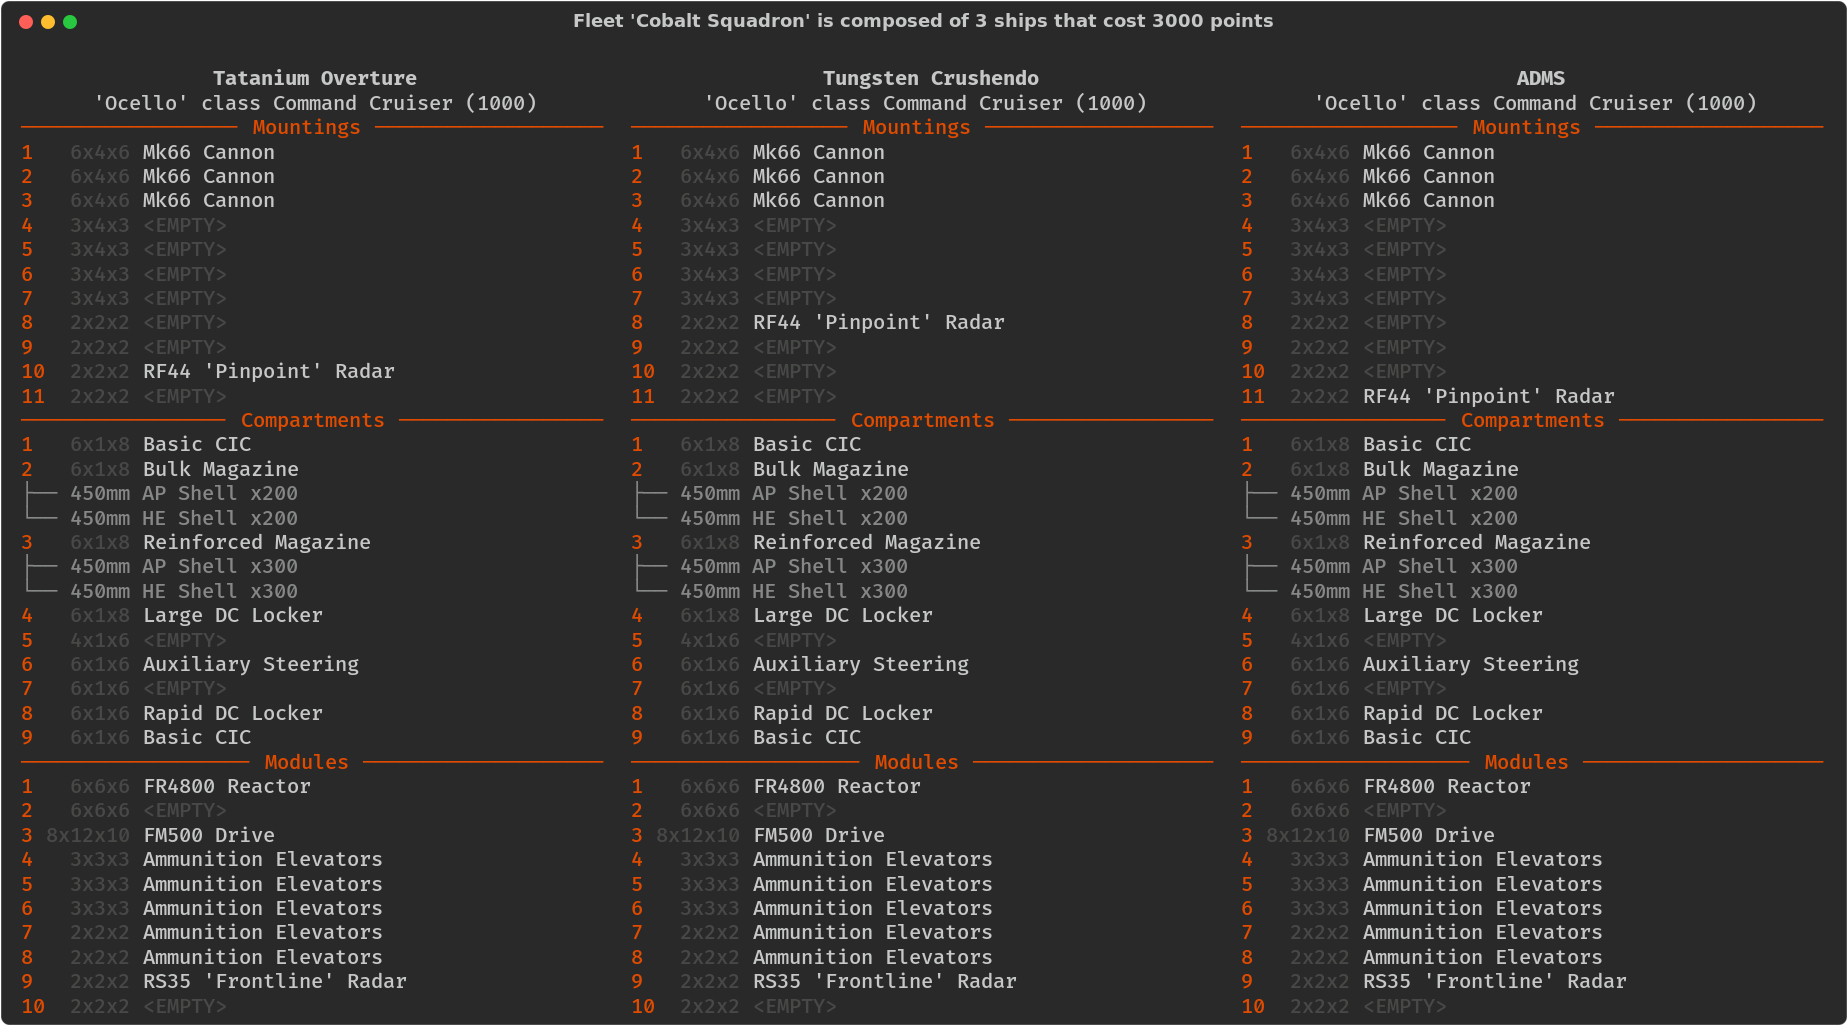 Fleet 'Cobalt Squadron' is composed of 3 ships that cost 3000 points
Tatanium Overture
'Ocello' class Command Cruiser (1000)
Mountings
1 6x4x6 Mk66 Cannon
2 6x4x6 Mk66 Cannon
3 6x4x6 Mk66 Cannon
4 3x4x3 <EMPTY>
5 3x4x3 <EMPTY>
6 3x4x3 <EMPTY>
7 3x4x3 <EMPTY>
8 2x2x2 <EMPTY>
9 2x2x2 <EMPTY>
10 2x2x2 RF44 'Pinpoint' Radar
11 2x2x2 <EMPTY>
Compartments
1 6x1x8 Basic CIC
2 6x1x8 Bulk Magazine
├── 450mm AP Shell x200
└── 450mm HE Shell x200
3 6x1x8 Reinforced Magazine
├── 450mm AP Shell x300
└── 450mm HE Shell x300
4 6x1x8 Large DC Locker
5 4x1x6 <EMPTY>
6 6x1x6 Auxiliary Steering
7 6x1x6 <EMPTY>
8 6x1x6 Rapid DC Locker
9 6x1x6 Basic CIC
Modules
1 6x6x6 FR4800 Reactor
2 6x6x6 <EMPTY>
3 8x12x10 FM500 Drive
4 3x3x3 Ammunition Elevators
5 3x3x3 Ammunition Elevators
6 3x3x3 Ammunition Elevators
7 2x2x2 Ammunition Elevators
8 2x2x2 Ammunition Elevators
9 2x2x2 RS35 'Frontline' Radar
10 2x2x2 <EMPTY>
Tungsten Crushendo
'Ocello' class Command Cruiser (1000)
Mountings
1 6x4x6 Mk66 Cannon
2 6x4x6 Mk66 Cannon
3 6x4x6 Mk66 Cannon
4 3x4x3 <EMPTY>
5 3x4x3 <EMPTY>
6 3x4x3 <EMPTY>
7 3x4x3 <EMPTY>
8 2x2x2 RF44 'Pinpoint' Radar
9 2x2x2 <EMPTY>
10 2x2x2 <EMPTY>
11 2x2x2 <EMPTY>
Compartments
1 6x1x8 Basic CIC
2 6x1x8 Bulk Magazine
├── 450mm AP Shell x200
└── 450mm HE Shell x200
3 6x1x8 Reinforced Magazine
├── 450mm AP Shell x300
└── 450mm HE Shell x300
4 6x1x8 Large DC Locker
5 4x1x6 <EMPTY>
6 6x1x6 Auxiliary Steering
7 6x1x6 <EMPTY>
8 6x1x6 Rapid DC Locker
9 6x1x6 Basic CIC
Modules
1 6x6x6 FR4800 Reactor
2 6x6x6 <EMPTY>
3 8x12x10 FM500 Drive
4 3x3x3 Ammunition Elevators
5 3x3x3 Ammunition Elevators
6 3x3x3 Ammunition Elevators
7 2x2x2 Ammunition Elevators
8 2x2x2 Ammunition Elevators
9 2x2x2 RS35 'Frontline' Radar
10 2x2x2 <EMPTY>
ADMS
'Ocello' class Command Cruiser (1000)
Mountings
1 6x4x6 Mk66 Cannon
2 6x4x6 Mk66 Cannon
3 6x4x6 Mk66 Cannon
4 3x4x3 <EMPTY>
5 3x4x3 <EMPTY>
6 3x4x3 <EMPTY>
7 3x4x3 <EMPTY>
8 2x2x2 <EMPTY>
9 2x2x2 <EMPTY>
10 2x2x2 <EMPTY>
11 2x2x2 RF44 'Pinpoint' Radar
Compartments
1 6x1x8 Basic CIC
2 6x1x8 Bulk Magazine
├── 450mm AP Shell x200
└── 450mm HE Shell x200
3 6x1x8 Reinforced Magazine
├── 450mm AP Shell x300
└── 450mm HE Shell x300
4 6x1x8 Large DC Locker
5 4x1x6 <EMPTY>
6 6x1x6 Auxiliary Steering
7 6x1x6 <EMPTY>
8 6x1x6 Rapid DC Locker
9 6x1x6 Basic CIC
Modules
1 6x6x6 FR4800 Reactor
2 6x6x6 <EMPTY>
3 8x12x10 FM500 Drive
4 3x3x3 Ammunition Elevators
5 3x3x3 Ammunition Elevators
6 3x3x3 Ammunition Elevators
7 2x2x2 Ammunition Elevators
8 2x2x2 Ammunition Elevators
9 2x2x2 RS35 'Frontline' Radar
10 2x2x2 <EMPTY>